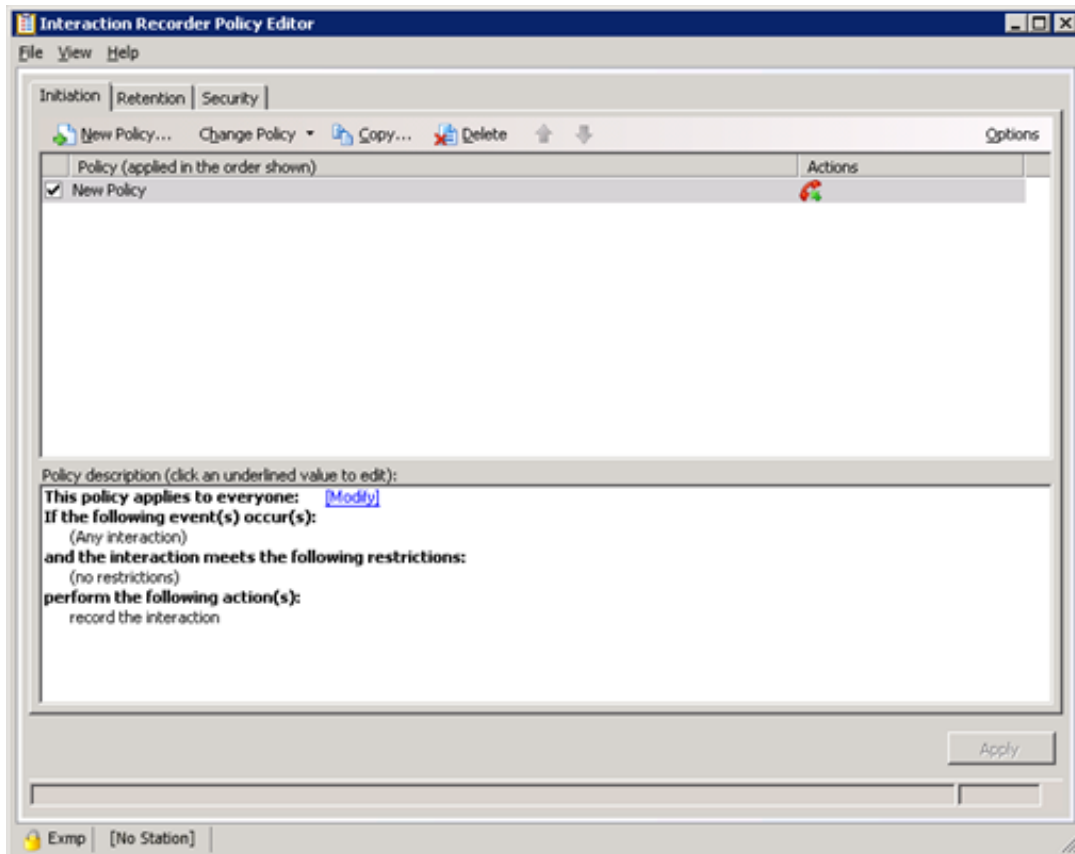 Interaction Recorder Policy Editor
File View Help
Initiation Retention Security
New Policy... Change Policy Copy... Delete Options
Policy (applied in the order shown) Actions
New Policy
Policy description (click an underlined value to edit):
This policy applies to everyone: [Modify]
If the following event(s) occur(s):
(Any interaction)
and the interaction meets the following restrictions:
(no restrictions)
perform the following action(s):
record the interaction
Apply
Exmp [No Station]